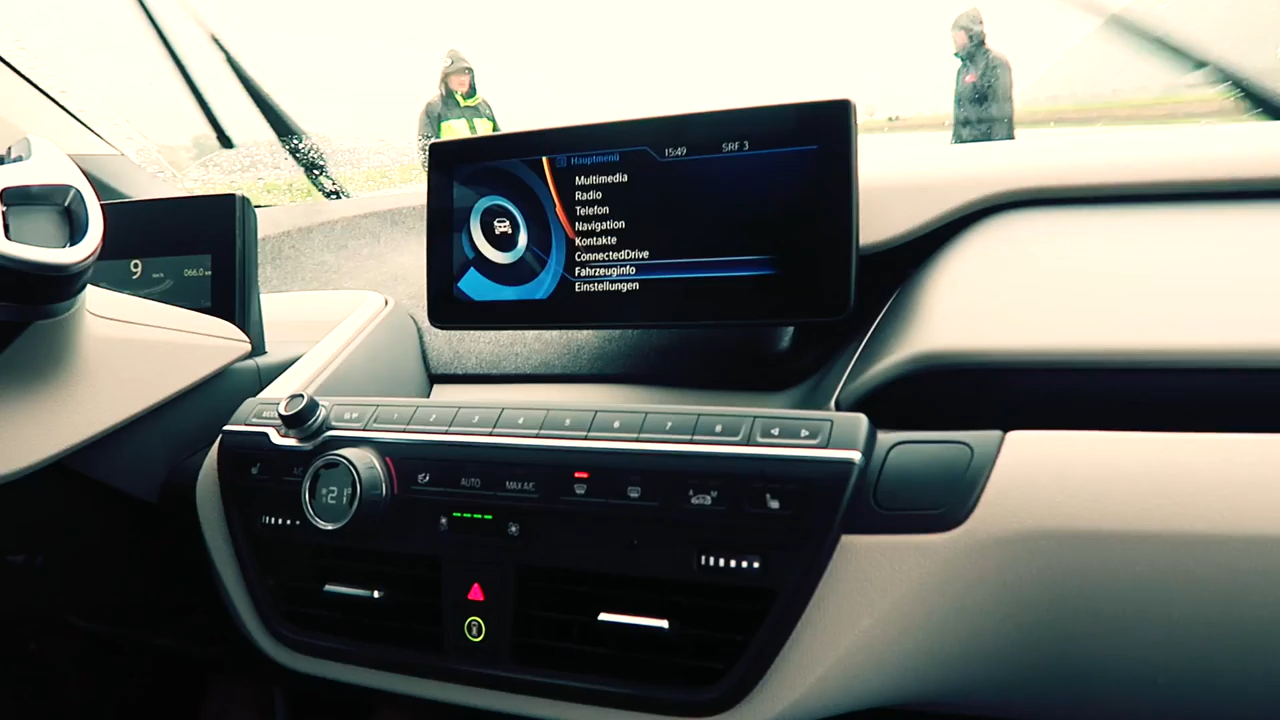 Hauptmenü
15:49
SRF 3
Multimedia
Radio
Telefon
Navigation
Kontakte
ConnectedDrive
Fahrzeuginfo
Einstellungen
9
066.0
1 2 3 4 5 6 7 8
A/C
21
AUTO
MAX A/C
A M